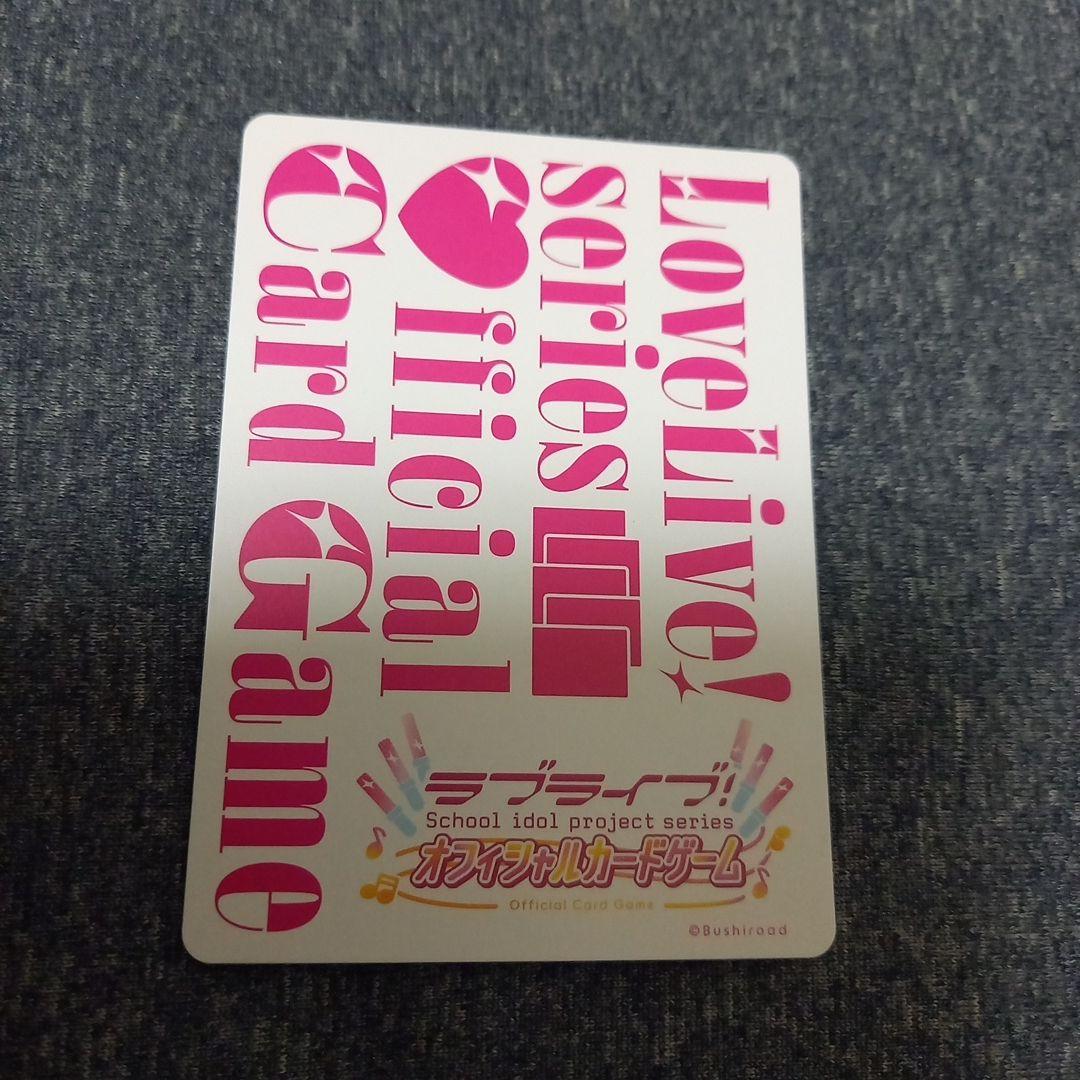 LoveLive!
series
Official
Card Game
ラブライブ!
School idol project series
オフィシャルカードゲーム
Official Card Game
©Bushiroad